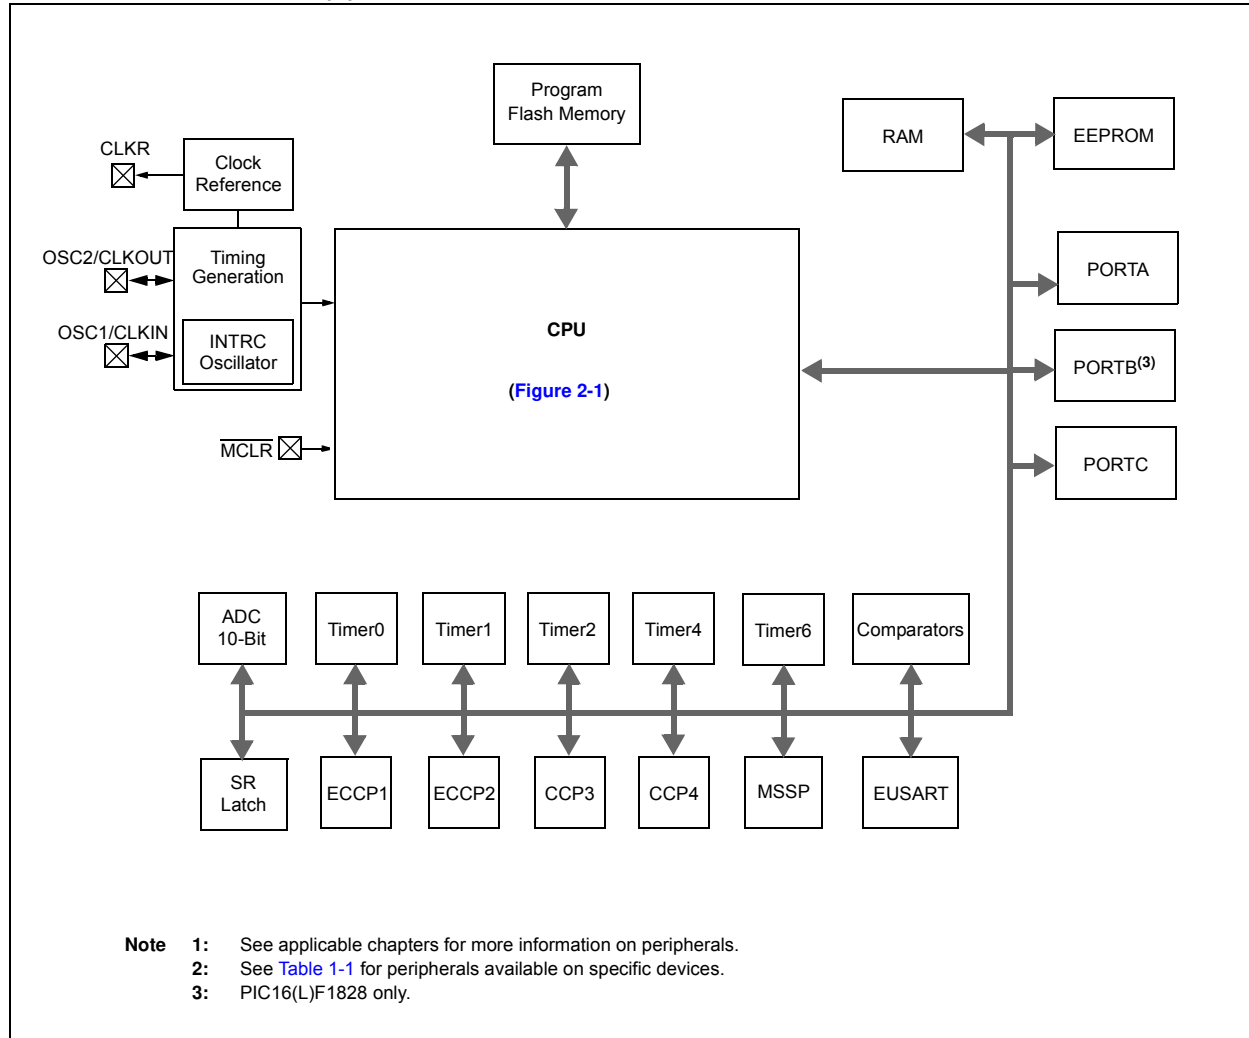 Program
Flash Memory
RAM
EEPROM
CLKR
Clock
Reference
OSC2/CLKOUT
Timing
Generation
PORTA
OSC1/CLKIN
INTRC
Oscillator
CPU
(Figure 2-1)
PORTB(3)
MCLR
PORTC
ADC
10-Bit
Timer0
Timer1
Timer2
Timer4
Timer6
Comparators
SR
Latch
ECCP1
ECCP2
CCP3
CCP4
MSSP
EUSART
Note 1: See applicable chapters for more information on peripherals.
2: See Table 1-1 for peripherals available on specific devices.
3: PIC16(L)F1828 only.